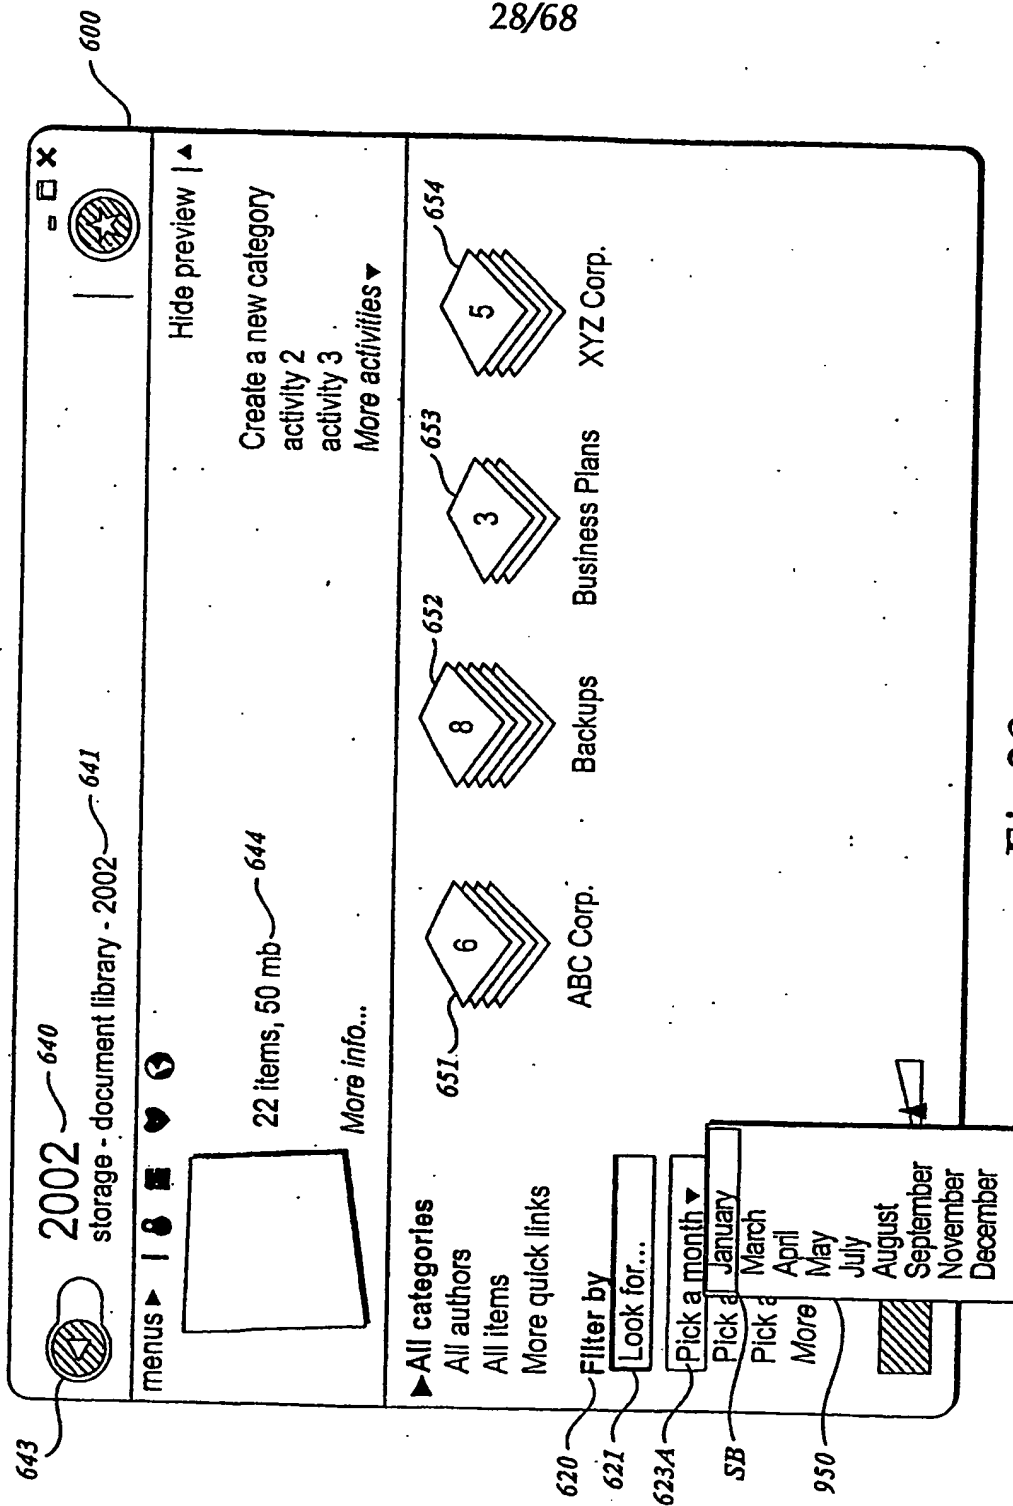 28/68
600
2002
640
storage - document library - 2002
641
643
menus
Hide preview
22 items, 50 mb
644
More info...
Create a new category
activity 2
activity 3
More activities
All categories
All authors
All items
More quick links
620
Filter by
621
Look for...
623A
Pick a month
Pick a
Pick a
More
SB
950
January
March
April
May
July
August
September
November
December
651
6
ABC Corp.
652
8
Backups
653
3
Business Plans
654
5
XYZ Corp.